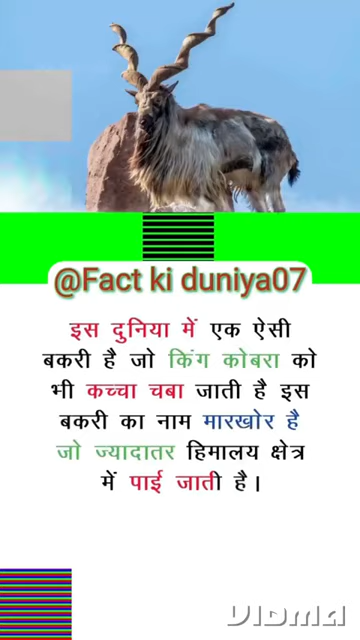 @Fact ki duniya07
इस दुनिया में एक ऐसी
बकरी है जो किंग कोबरा को
भी कच्चा चबा जाती है इस
बकरी का नाम मारखोर है
जो ज्यादातर हिमालय क्षेत्र
में पाई जाती है।
VIDMA